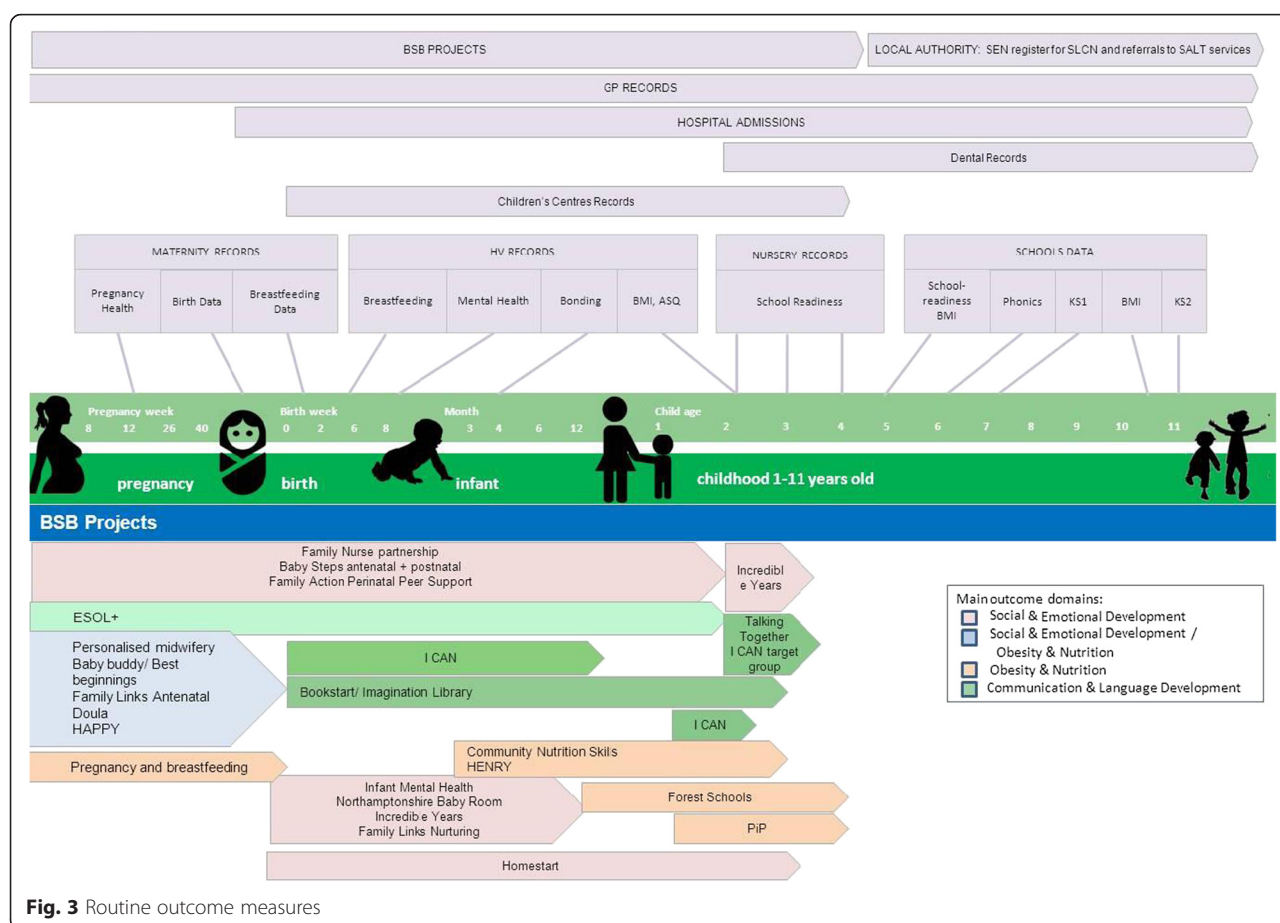 BSB PROJECTS
LOCAL AUTHORITY: SEN register for SLCN and referrals to SALT services
GP RECORDS
HOSPITAL ADMISSIONS
Dental Records
Children's Centres Records
MATERNITY RECORDS
Pregnancy
Health
Birth Data
Breastfeeding
Data
HV RECORDS
Breastfeeding
Mental Health
Bonding
BMI, ASQ
NURSERY RECORDS
School Readiness
SCHOOLS DATA
School-
readiness
BMI
Phonics
KS1
BMI
KS2
Pregnancy week
8 12 26 40
Birth week
0 2 6 8
Month
3 4 6 12
Child age
1 2 3 4 5 6 7 8 9 10 11
pregnancy
birth
infant
childhood 1-11 years old
BSB Projects
Family Nurse partnership
Baby Steps antenatal + postnatal
Family Action Perinatal Peer Support
Incredibl
e Years
ESOL+
Talking
Together
I CAN target
group
Personalised midwifery
Baby buddy/ Best
beginnings
Family Links Antenatal
Doula
HAPPY
I CAN
Bookstart/ Imagination Library
I CAN
Pregnancy and breastfeeding
Community Nutrition Skills
HENRY
Infant Mental Health
Northamptonshire Baby Room
Incredible Years
Family Links Nurturing
Forest Schools
PiP
Homestart
Main outcome domains:
Social & Emotional Development
Social & Emotional Development /
Obesity & Nutrition
Obesity & Nutrition
Communication & Language Development
Fig. 3 Routine outcome measures